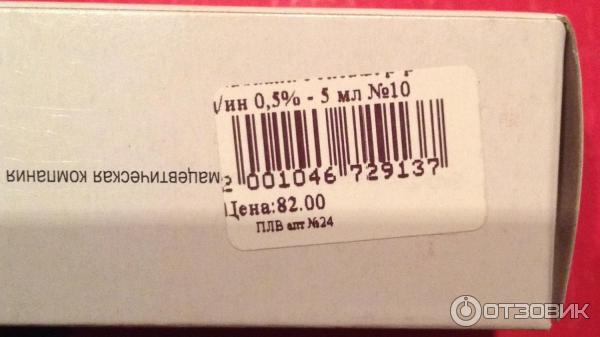 /ин 0,5% - 5 мл №10
2 001046 729137
Цена:82.00
ПЛВ апт №24
мацевтическая компания
ОТЗОВИК